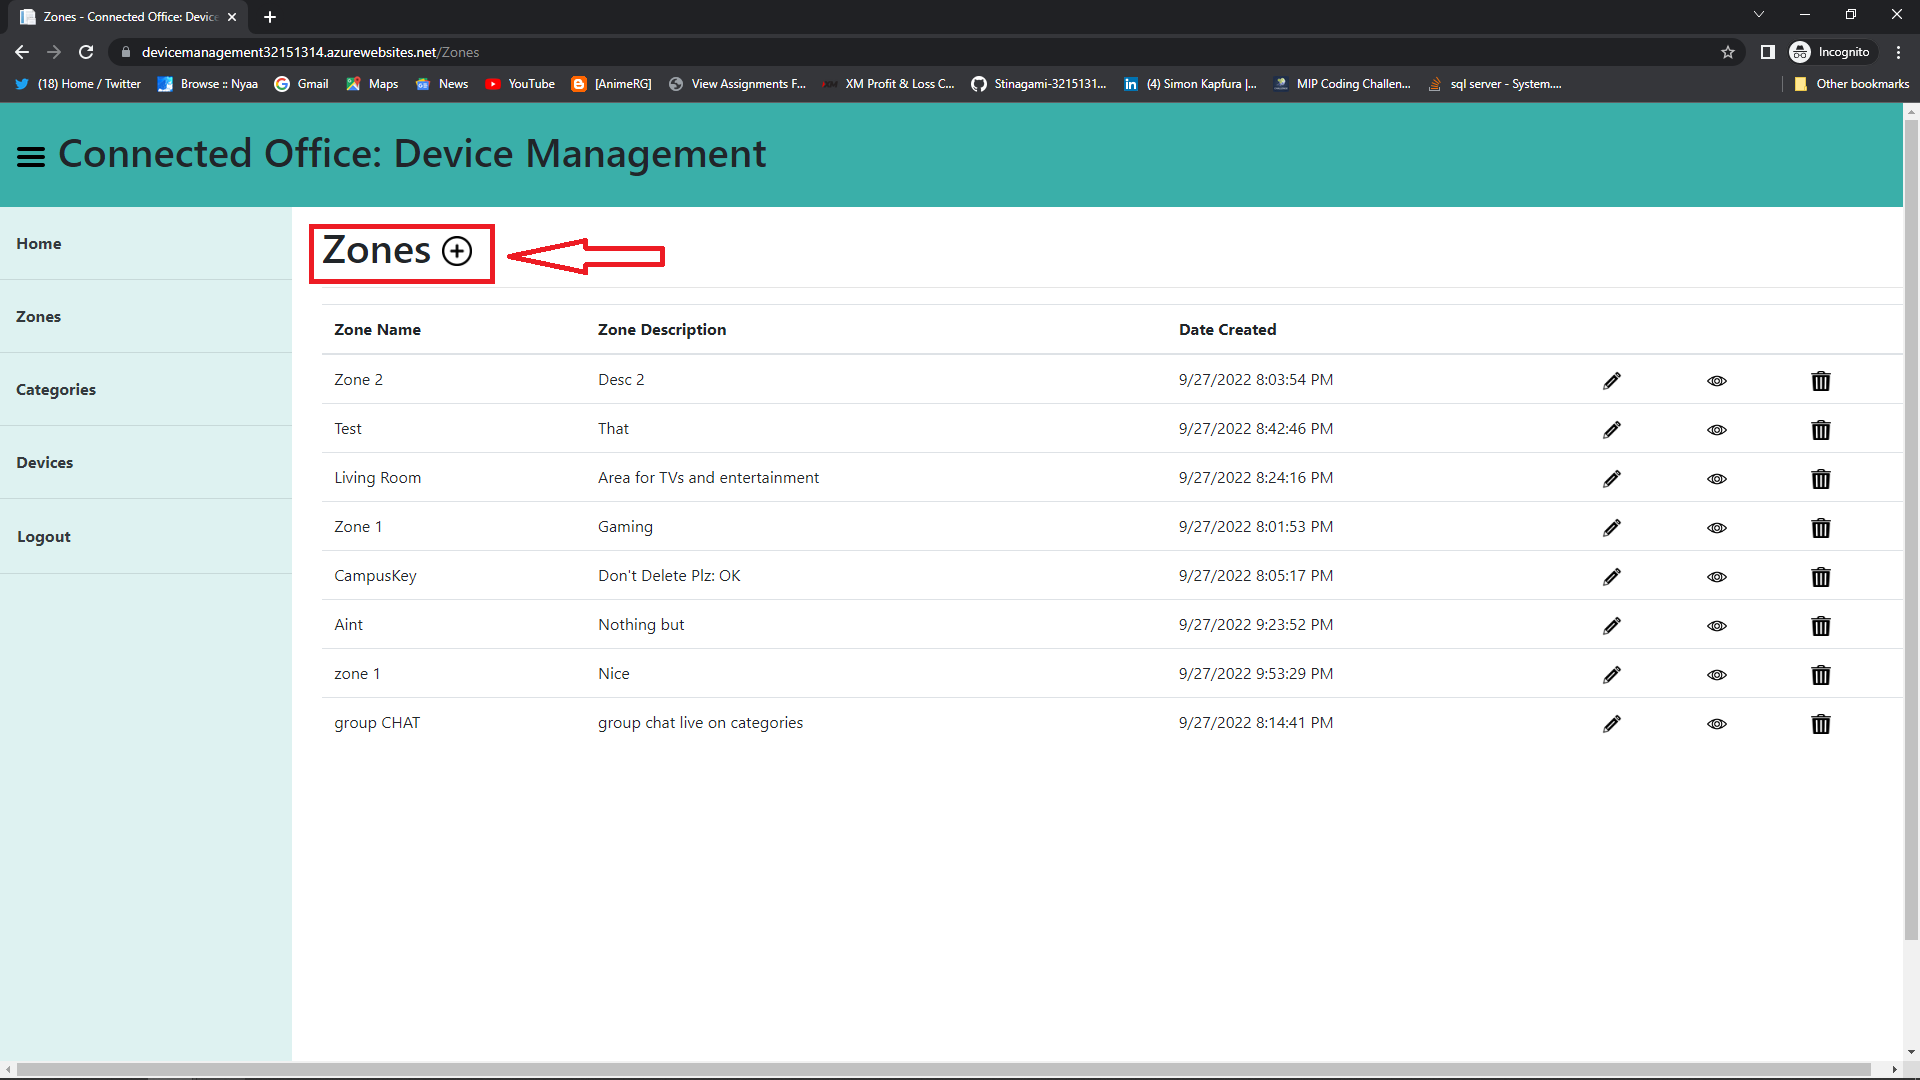 Zones - Connected Office: Device
devicemanagement32151314.azurewebsites.net/Zones
Incognito
(18) Home / Twitter
Browse :: Nyaa
Gmail
Maps
News
YouTube
[AnimeRG]
View Assignments F...
XM Profit & Loss C...
Stinagami-3215131...
(4) Simon Kapfura |...
MIP Coding Challen...
sql server - System....
Other bookmarks
Connected Office: Device Management
Home
Zones
Categories
Devices
Logout
Zones
Zone Name Zone Description Date Created
Zone 2 Desc 2 9/27/2022 8:03:54 PM
Test That 9/27/2022 8:42:46 PM
Living Room Area for TVs and entertainment 9/27/2022 8:24:16 PM
Zone 1 Gaming 9/27/2022 8:01:53 PM
CampusKey Don't Delete Plz: OK 9/27/2022 8:05:17 PM
Aint Nothing but 9/27/2022 9:23:52 PM
zone 1 Nice 9/27/2022 9:53:29 PM
group CHAT group chat live on categories 9/27/2022 8:14:41 PM